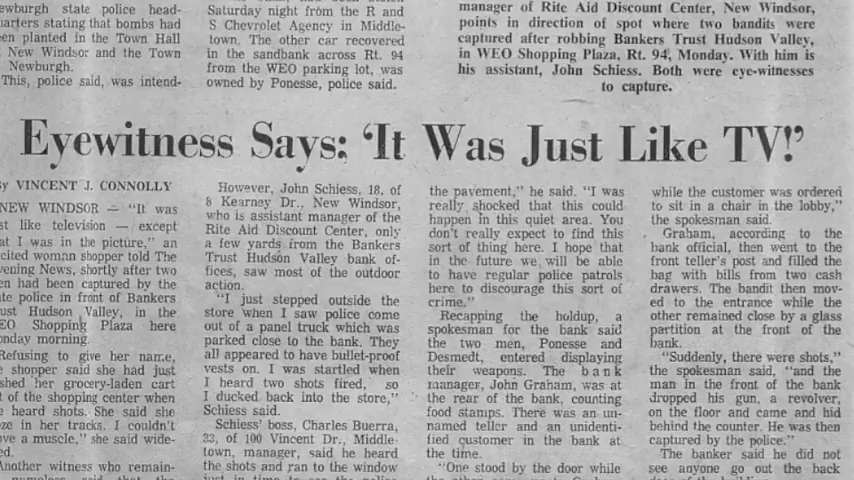 ewburgh state police head-
uarters stating that bombs had
en planted in the Town Hall
New Windsor and the Town
Newburgh.
This, police said, was intend-
Saturday night from the R and
S Chevrolet Agency in Middle-
town. The other car recovered
in the sandbank across Rt. 94
from the WEO parking lot, was
owned by Ponesse, police said.
manager of Rite Aid Discount Center, New Windsor,
points in direction of spot where two bandits were
captured after robbing Bankers Trust Hudson Valley,
in WEO Shopping Plaza, Rt. 94, Monday. With him is
his assistant, John Schiess. Both were eye-witnesses
to capture.
Eyewitness Says: 'It Was Just Like TV!'
y VINCENT J. CONNOLLY
NEW WINDSOR — "It was
st like television — except
at I was in the picture," an
cited woman shopper told The
vening News, shortly after two
en had been captured by the
te police in front of Bankers
ust Hudson Valley, in the
EO Shopping Plaza here
onday morning.
Refusing to give her name,
e shopper said she had just
shed her grocery-laden cart
t of the shopping center when
e heard shots. She said she
oze in her tracks. I couldn't
ve a muscle," she said wide-
ed.
Another witness who remain-
said that the
However, John Schiess, 18, of
8 Kearney Dr., New Windsor,
who is assistant manager of the
Rite Aid Discount Center, only
a few yards from the Bankers
Trust Hudson Valley bank of-
fices, saw most of the outdoor
action.
"I just stepped outside the
store when I saw police come
out of a panel truck which was
parked close to the bank. They
all appeared to have bullet-proof
vests on. I was startled when
I heard two shots fired, so
I ducked back into the store,"
Schiess said.
Schiess' boss, Charles Buerra,
23, of 100 Vincent Dr., Middle-
town, manager, said he heard
the shots and ran to the window
just in time to see the police
the pavement," he said. "I was
really shocked that this could
happen in this quiet area. You
don't really expect to find this
sort of thing here. I hope that
in the future we will be able
to have regular police patrols
here to discourage this sort of
crime."
Recapping the holdup, a
spokesman for the bank said
the two men, Ponesse and
Desmedt, entered displaying
their weapons. The bank
manager, John Graham, was at
the rear of the bank, counting
food stamps. There was an un-
named teller and an unidenti-
fied customer in the bank at
the time.
"One stood by the door while
while the customer was ordered
to sit in a chair in the lobby,"
the spokesman said.
Graham, according to the
bank official, then went to the
front teller's post and filled the
bag with bills from two cash
drawers. The bandit then mov-
ed to the entrance while the
other remained close by a glass
partition at the front of the
bank.
"Suddenly, there were shots,"
the spokesman said, "and the
man in the front of the bank
dropped his gun, a revolver,
on the floor and came and hid
behind the counter. He was then
captured by the police."
The banker said he did not
see anyone go out the back